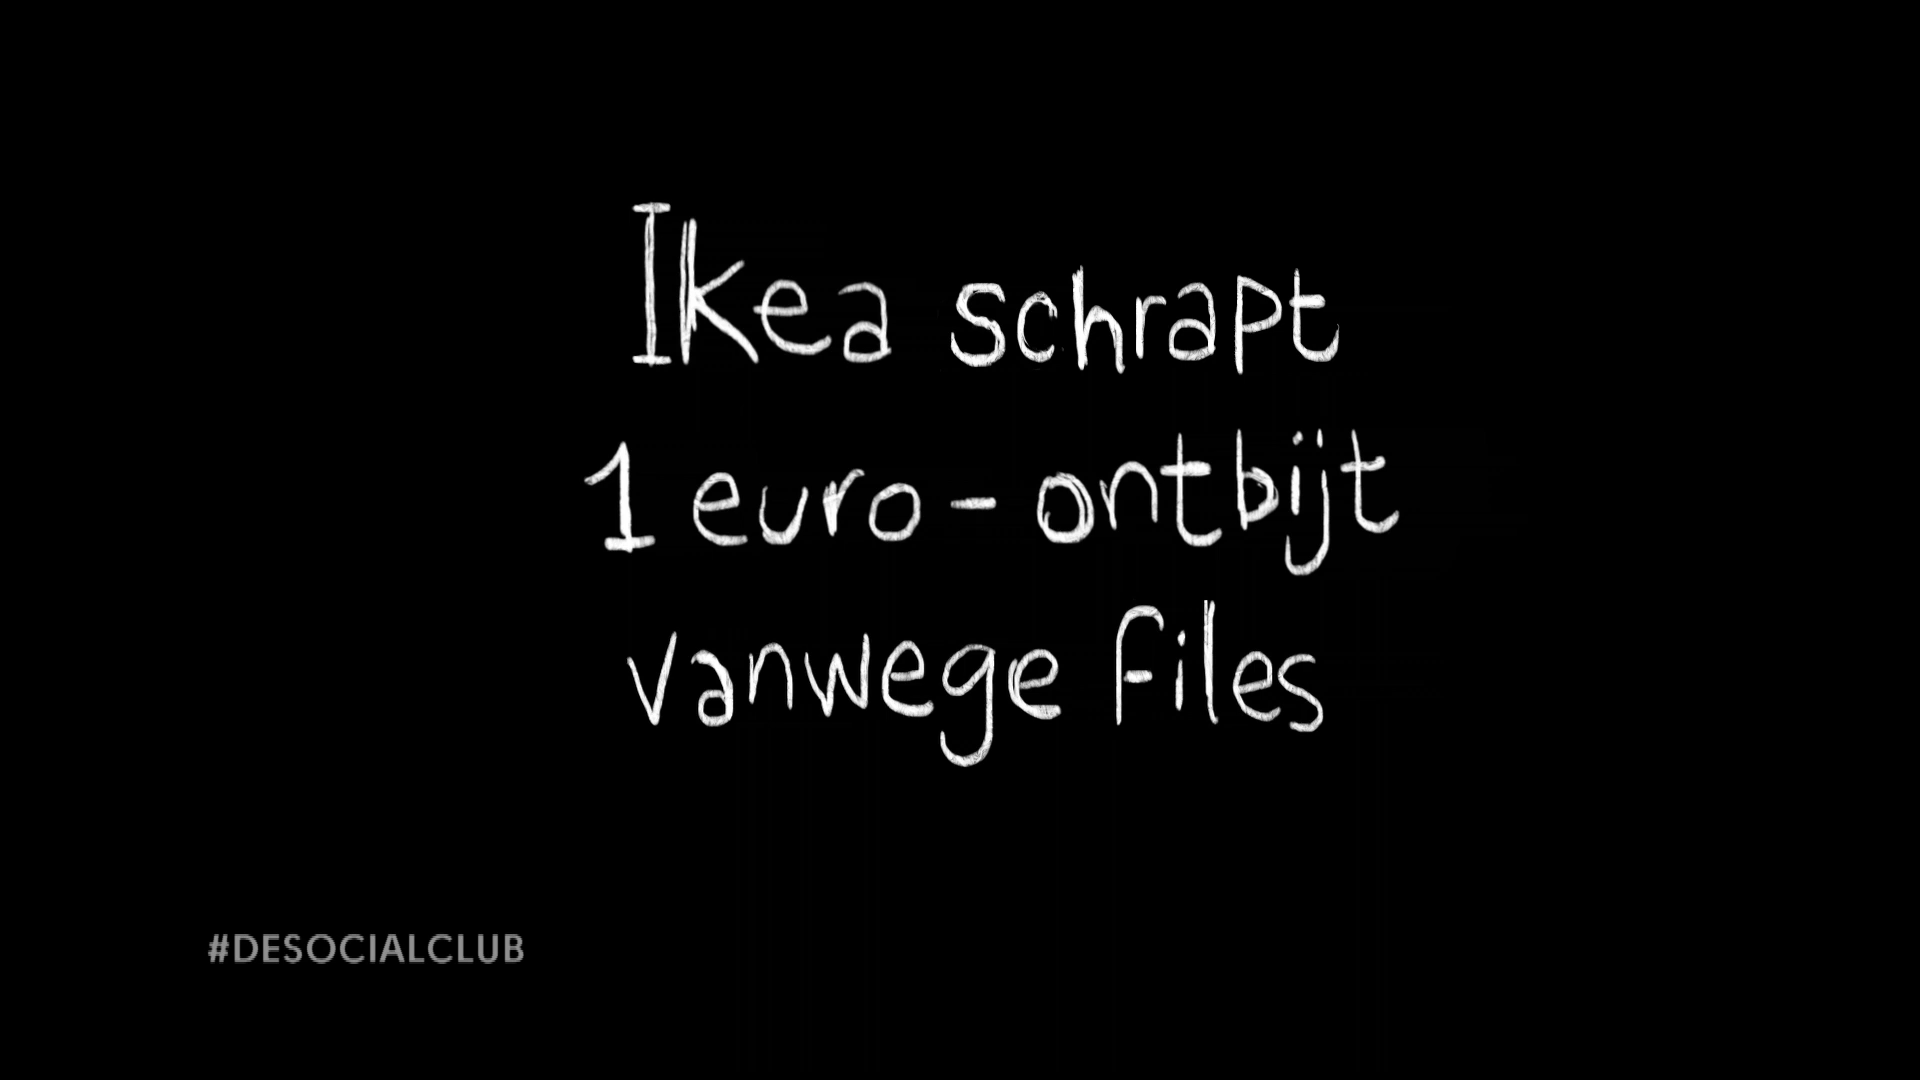 Ikea schrapt
1 euro-ontbijt
vanwege files
#DESOCIALCLUB